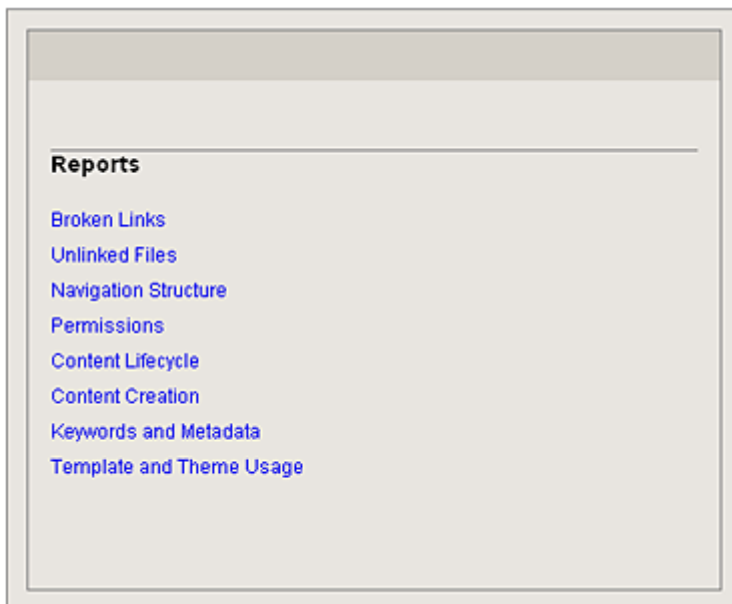 Reports
Broken Links
Unlinked Files
Navigation Structure
Permissions
Content Lifecycle
Content Creation
Keywords and Metadata
Template and Theme Usage